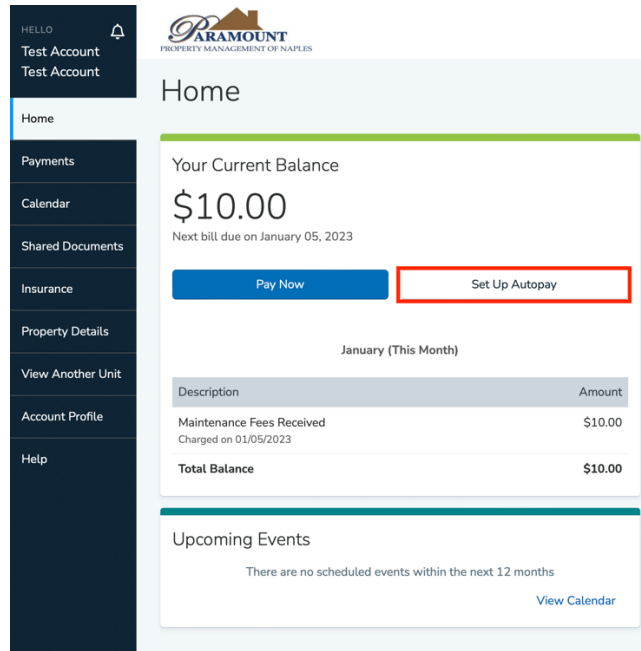 HELLO
Test Account
Test Account
Home
Payments
Calendar
Shared Documents
Insurance
Property Details
View Another Unit
Account Profile
Help
PARAMOUNT
PROPERTY MANAGEMENT OF NAPLES
Home
Your Current Balance
$10.00
Next bill due on January 05, 2023
Pay Now Set Up Autopay
January (This Month)
Description Amount
Maintenance Fees Received $10.00
Charged on 01/05/2023
Total Balance $10.00
Upcoming Events
There are no scheduled events within the next 12 months
View Calendar